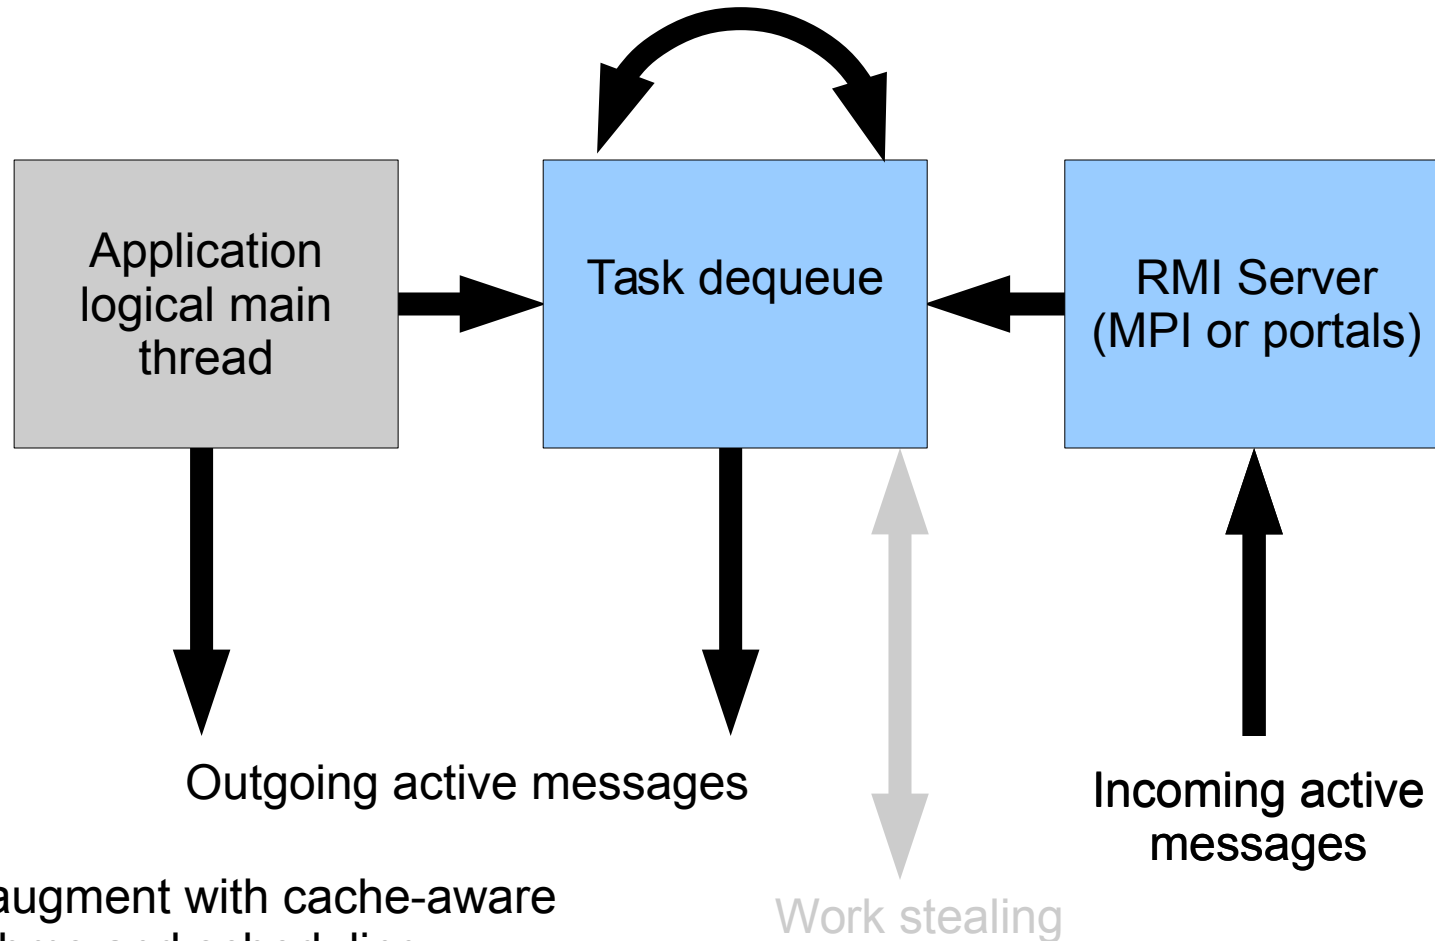 Application
logical main
thread
Task dequeue
RMI Server
(MPI or portals)
Outgoing active messages
Incoming active
messages
augment with cache-aware
and
Work stealing